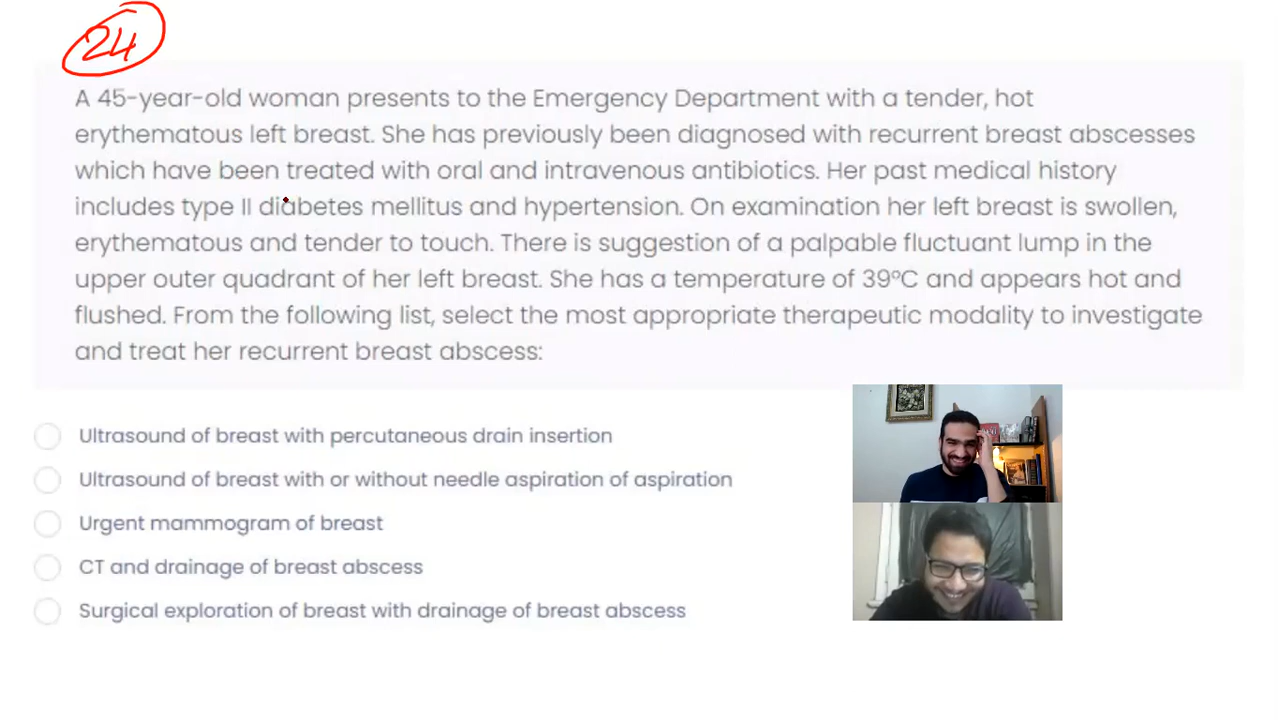 24
A 45-year-old woman presents to the Emergency Department with a tender, hot
erythematous left breast. She has previously been diagnosed with recurrent breast abscesses
which have been treated with oral and intravenous antibiotics. Her past medical history
includes type II diabetes mellitus and hypertension. On examination her left breast is swollen,
erythematous and tender to touch. There is suggestion of a palpable fluctuant lump in the
upper outer quadrant of her left breast. She has a temperature of 39°C and appears hot and
flushed. From the following list, select the most appropriate therapeutic modality to investigate
and treat her recurrent breast abscess:
Ultrasound of breast with percutaneous drain insertion
Ultrasound of breast with or without needle aspiration of aspiration
Urgent mammogram of breast
CT and drainage of breast abscess
Surgical exploration of breast with drainage of breast abscess